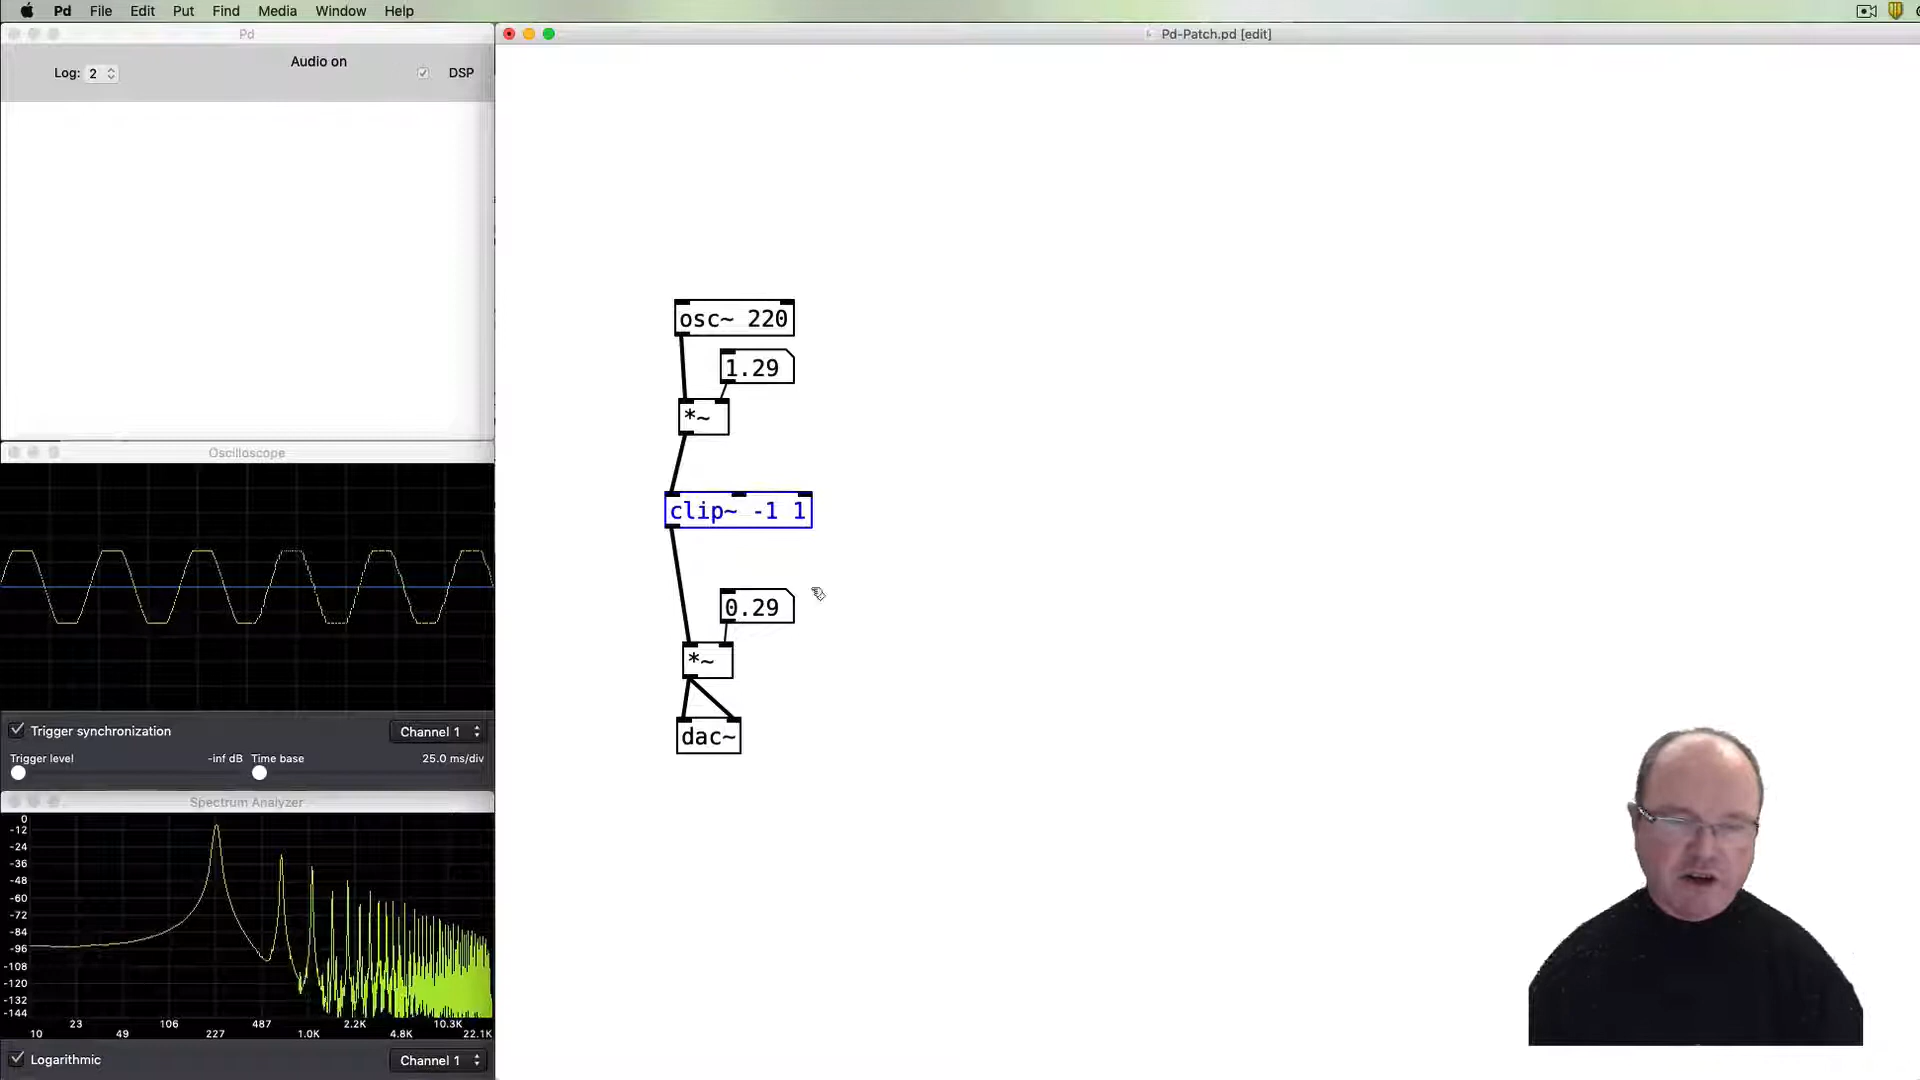 Pd File Edit Put Find Media Window Help
Pd
Audio on
Log: 2
DSP
Pd-Patch.pd [edit]
osc~ 220
1.29
*~
clip~ -1 1
0.29
*~
dac~
Oscilloscope
Trigger synchronization
Channel 1
Trigger level
-inf dB
Time base
25.0 ms/div
Spectrum Analyzer
0
-12
-24
-36
-48
-60
-72
-84
-96
-108
-120
-132
-144
23 106 487 2.2K 10.3K
10 49 227 1.0K 4.8K 22.1K
Logarithmic
Channel 1